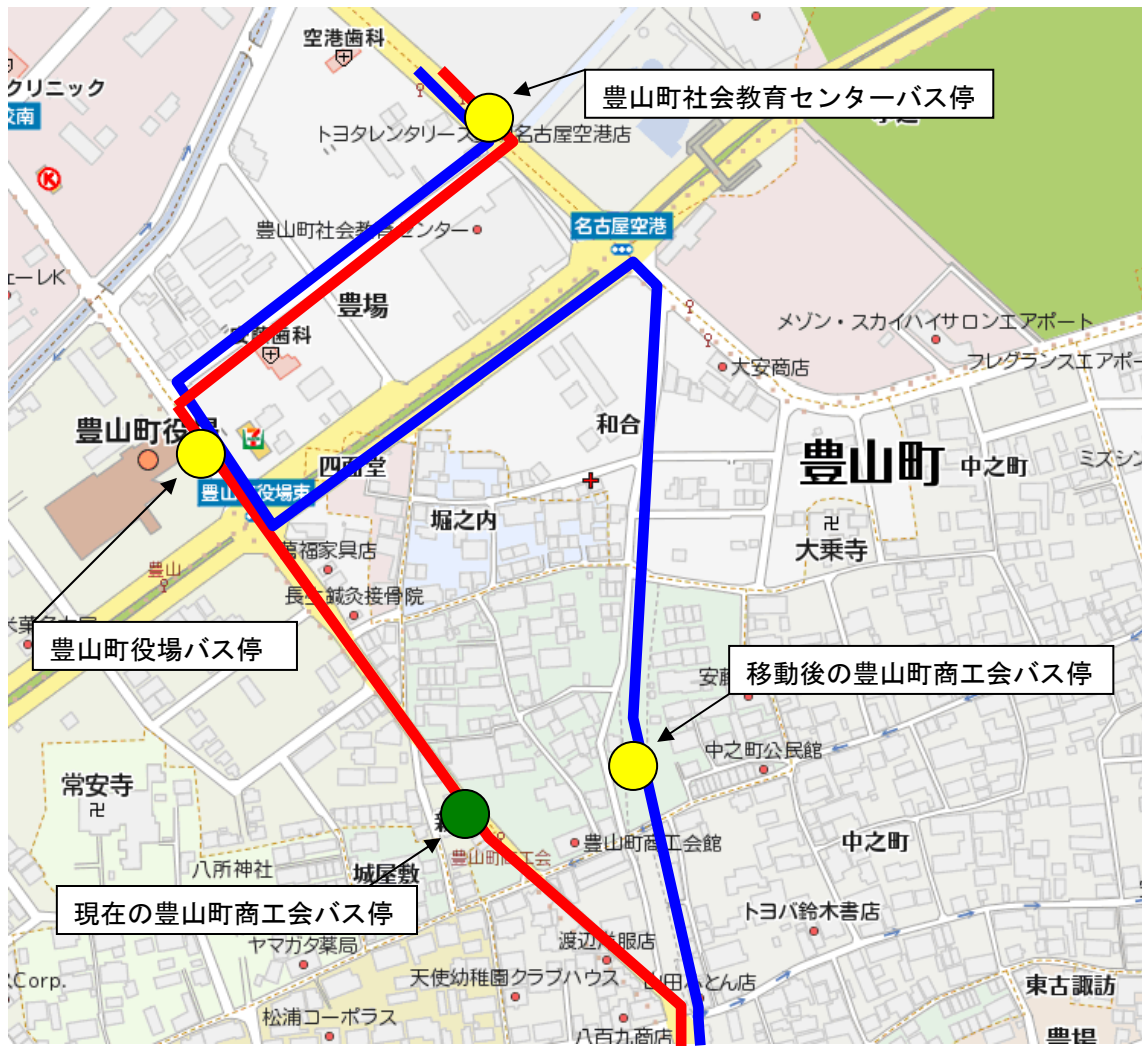 空港歯科
クリニック
豊山町社会教育センターバス停
トヨタレンタリース
名古屋空港店
豊山町社会教育センター
名古屋空港
豊場
メゾン・スカイハイサロンエアポート
フレグランスエアポー
大安商店
豊山町役場
和合
豊山町
中之町
ミズシン
四面堂
堀之内
大乗寺
長生鍼灸接骨院
豊山
豊山町役場バス停
移動後の豊山町商工会バス停
中之町公民館
常安寺
豊山町商工会館
中之町
豊山町商工会
八所神社
城屋敷
現在の豊山町商工会バス停
トヨバ鈴木書店
ヤマガタ薬局
渡辺洋服店
天使幼稚園クラブハウス
Corp.
東古諏訪
松浦コーポラス
八百九商店
豊場